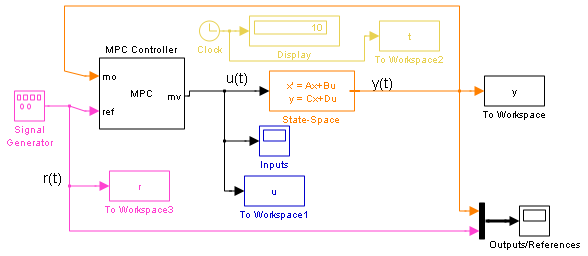 10
t
Clock
Display
To Workspace2
MPC Controller
mo
MPC
mv
ref
u(t)
x' = Ax+Bu
y = Cx+Du
State-Space
y(t)
y
To Workspace
Signal
Generator
Inputs
r(t)
r
To Workspace3
u
To Workspace1
Outputs/References